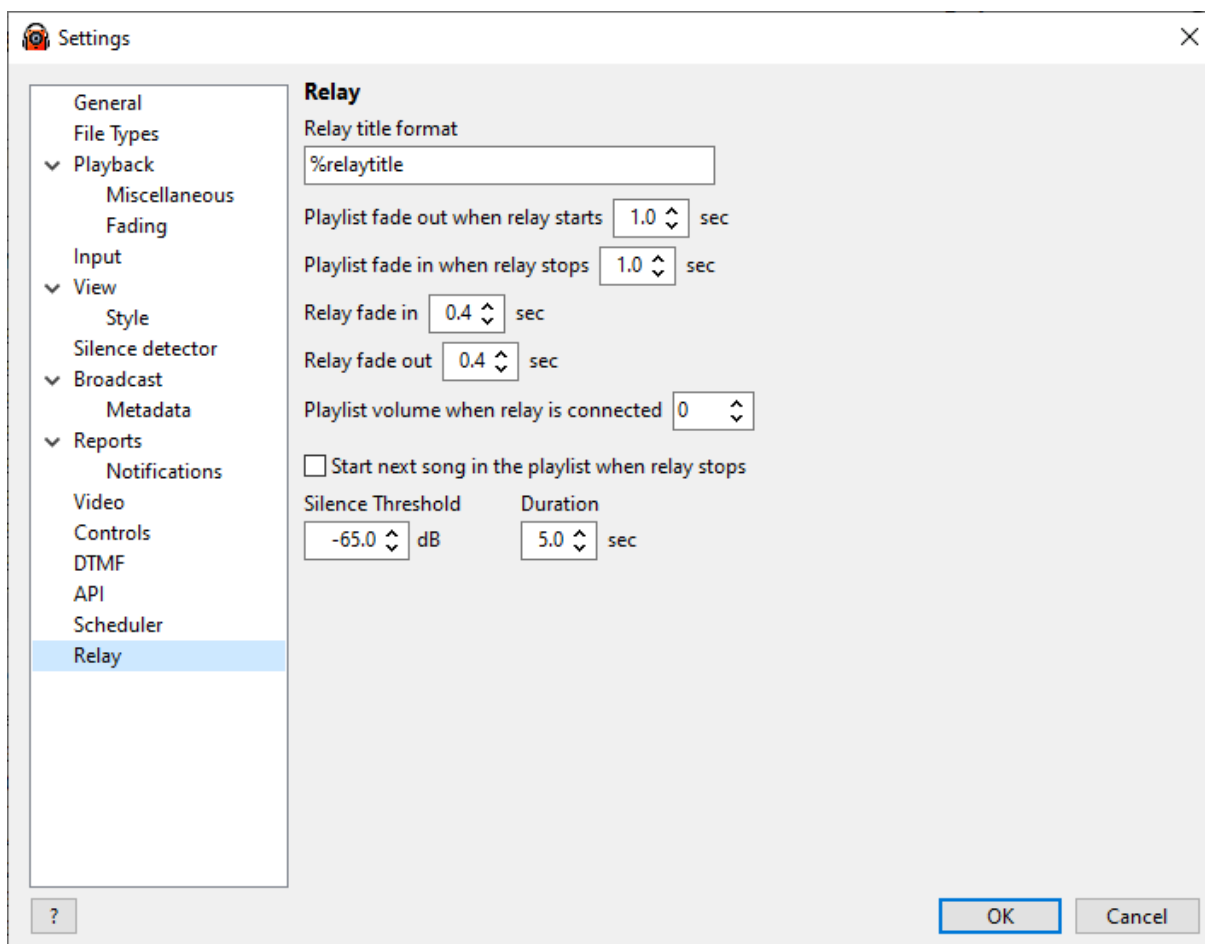 Settings
General
File Types
Playback
Miscellaneous
Fading
Input
View
Style
Silence detector
Broadcast
Metadata
Reports
Notifications
Video
Controls
DTMF
API
Scheduler
Relay
Relay
Relay title format
%relaytitle
Playlist fade out when relay starts 1.0 sec
Playlist fade in when relay stops 1.0 sec
Relay fade in 0.4 sec
Relay fade out 0.4 sec
Playlist volume when relay is connected 0
Start next song in the playlist when relay stops
Silence Threshold Duration
-65.0 dB 5.0 sec
? OK Cancel